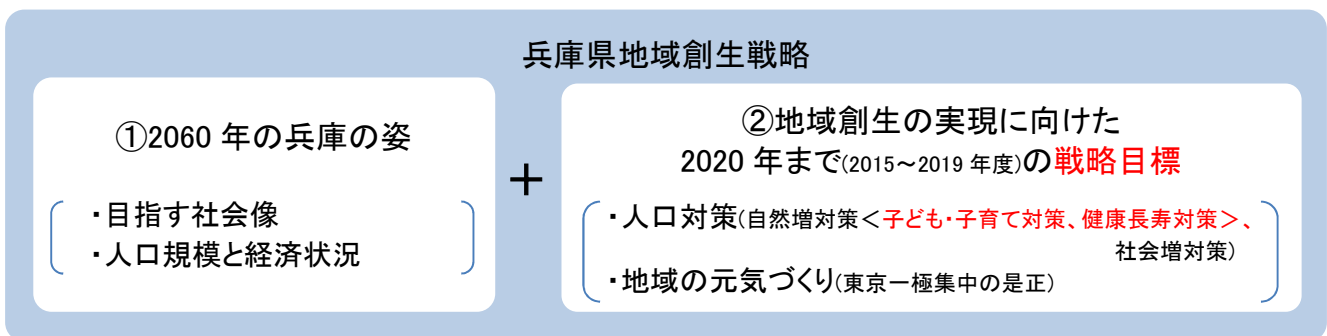 兵庫県地域創生戦略
①2060 年の兵庫の姿
・目指す社会像
・人口規模と経済状況
＋
②地域創生の実現に向けた
2020 年まで(2015～2019 年度)の戦略目標
・人口対策(自然増対策＜子ども・子育て対策、健康長寿対策＞、
社会増対策)
・地域の元気づくり(東京一極集中の是正)